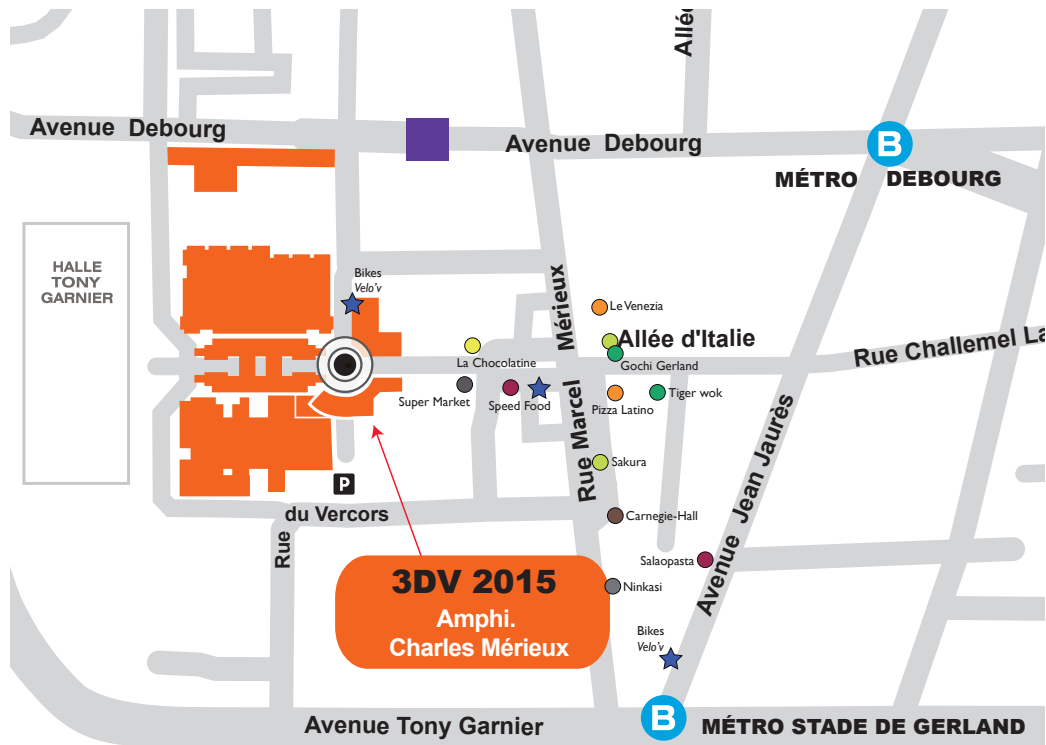 Allée
Avenue Debourg
Avenue Debourg
B
MÉTRO DEBOURG
HALLE
TONY
GARNIER
Bikes
Velo'v
Le Venezia
Allée d'Italie
Gochi Gerland
Rue Challemel La
La Chocolatine
Super Market
Speed Food
Pizza Latino
Tiger wok
Rue Marcel Mérieux
Sakura
Avenue Jean Jaurès
P
Rue du Vercors
Carnegie-Hall
Salaopasta
3DV 2015
Amphi.
Charles Mérieux
Ninkasi
Bikes
Velo'v
Avenue Tony Garnier
B
MÉTRO STADE DE GERLAND